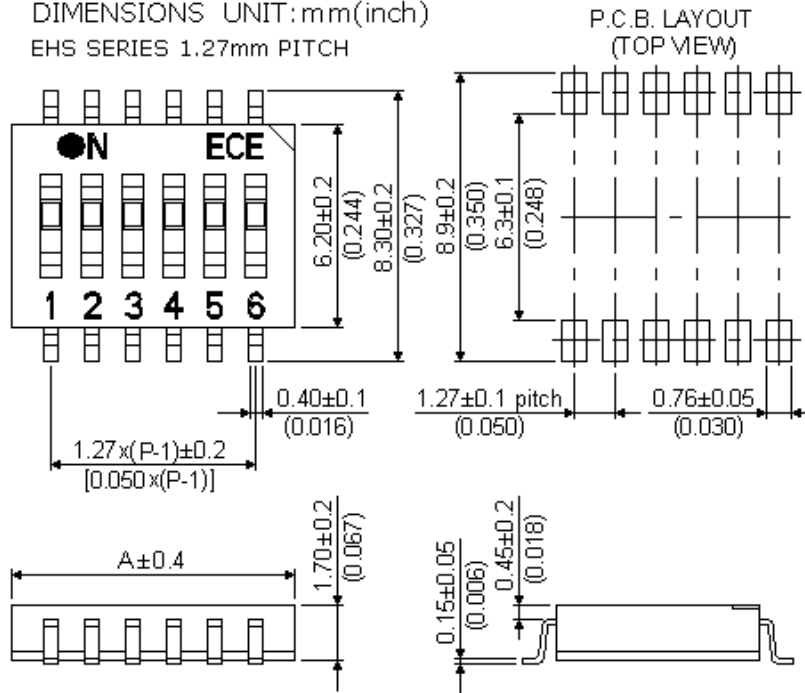 DIMENSIONS UNIT:mm(inch)
EHS SERIES 1.27mm PITCH
P.C.B. LAYOUT
(TOP VIEW)
ON ECE
1 2 3 4 5 6
6.20±0.2
(0.244)
8.30±0.2
(0.327)
8.9±0.2
(0.350)
6.3±0.1
(0.248)
0.40±0.1
(0.016)
1.27±0.1 pitch
(0.050)
0.76±0.05
(0.030)
1.27x(P-1)±0.2
[0.050x(P-1)]
A±0.4
1.70±0.2
(0.067)
0.15±0.05
(0.006)
0.45±0.2
(0.018)